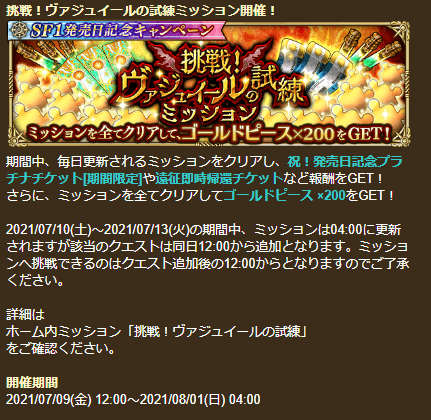 挑戦！ヴァジュイールの試練ミッション開催！
SF1発売日記念キャンペーン
挑戦！
ヴァジュイールの試練
ミッション
ミッションを全てクリアして、ゴールドピース×200をGET！
期間中、毎日更新されるミッションをクリアし、祝！発売日記念プラ
チナチケット[期間限定]や遠征即時帰還チケットなど報酬をGET！
さらに、ミッションを全てクリアしてゴールドピース ×200をGET！
2021/07/10(土)～2021/07/13(火)の期間中、ミッションは04:00に更新
されますが該当のクエストは同日12:00から追加となります。ミッショ
ンへ挑戦できるのはクエスト追加後の12:00からとなりますのでご了承
ください。
詳細は
ホーム内ミッション「挑戦！ヴァジュイールの試練」
をご確認ください。
開催期間
2021/07/09(金) 12:00～2021/08/01(日) 04:00